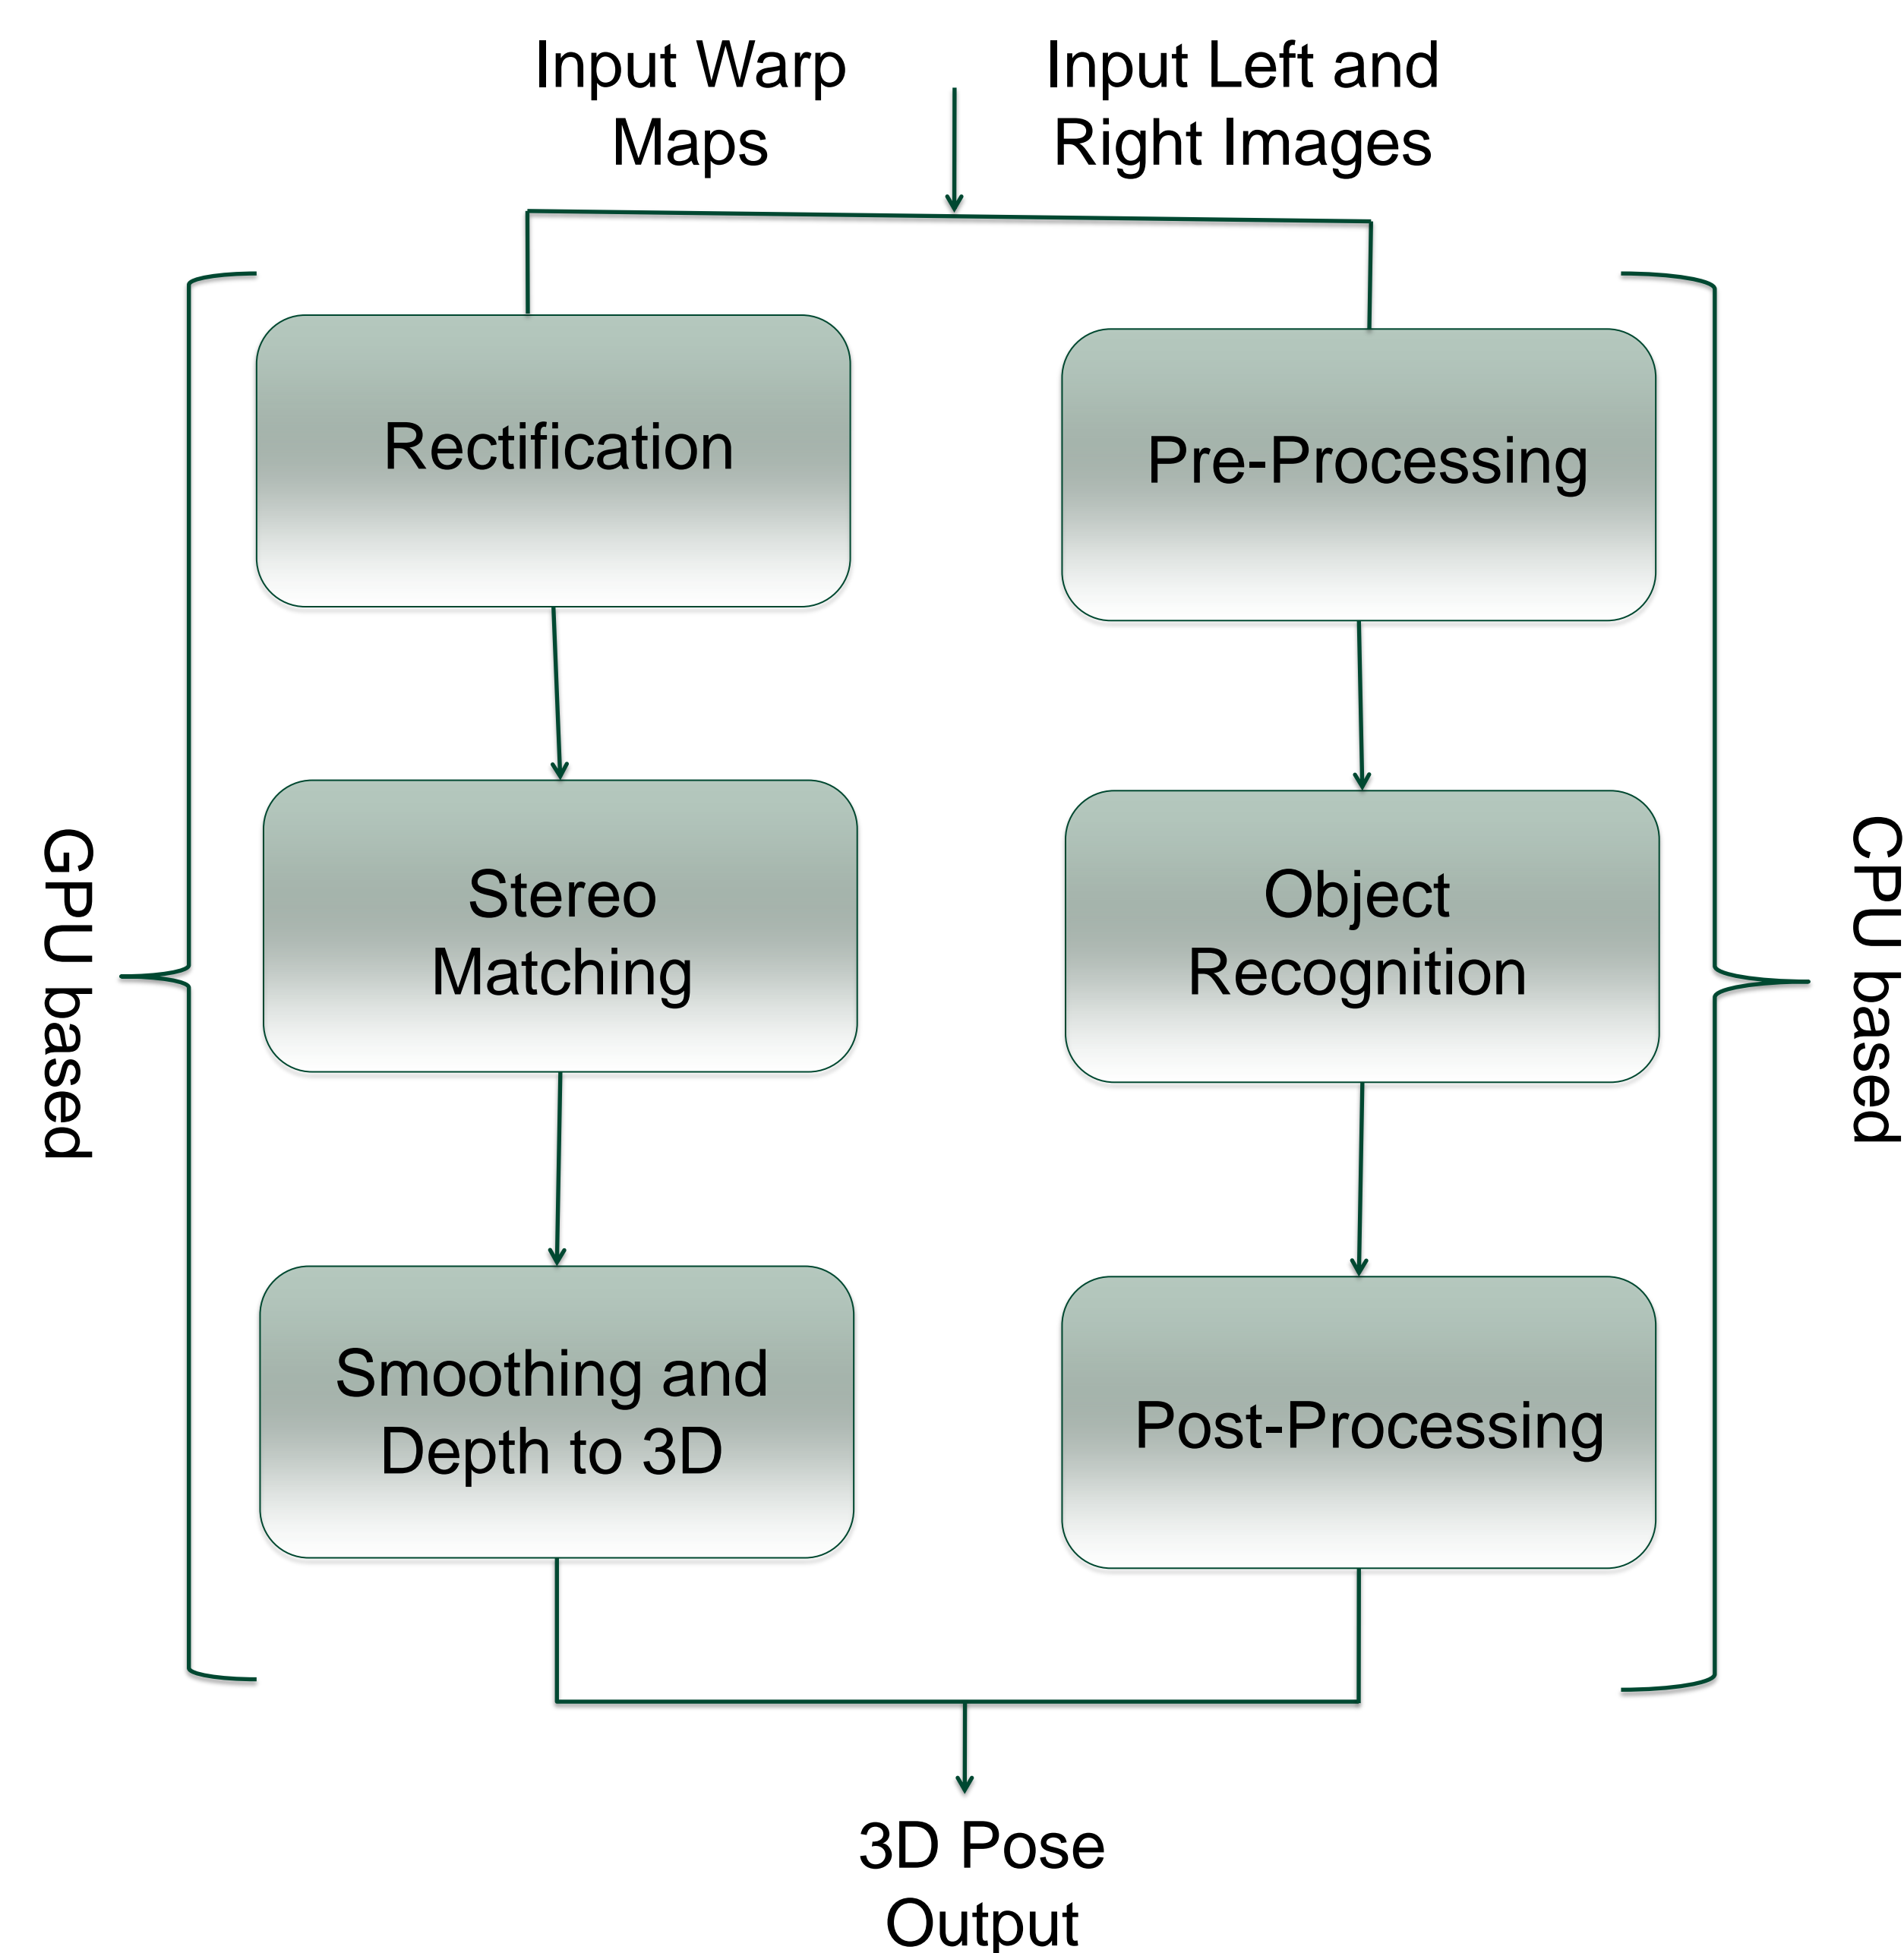 Input Warp
Maps
Input Left and
Right Images
Rectification
Pre-Processing
GPU based
Stereo
Matching
Object
Recognition
CPU based
Smoothing and
Depth to 3D
Post-Processing
3D Pose
Output